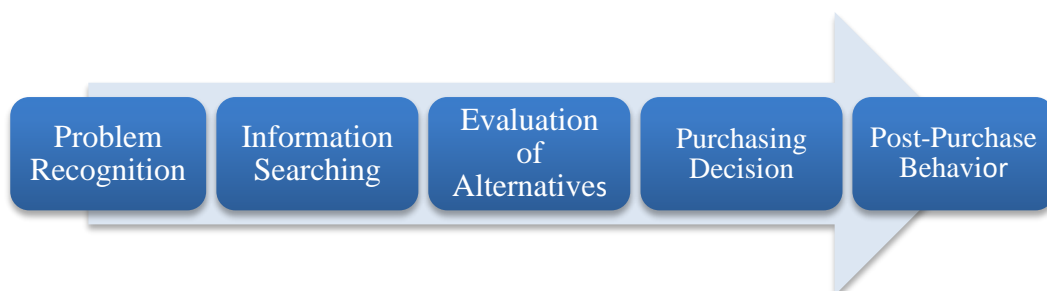 Problem
Recognition
Information
Searching
Evaluation
of
Alternatives
Purchasing
Decision
Post-Purchase
Behavior